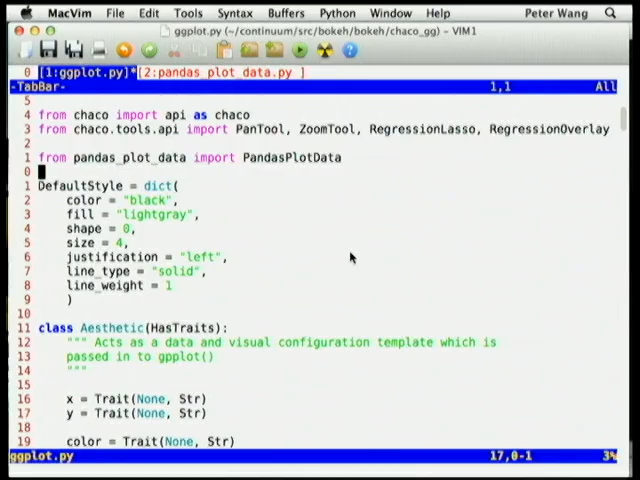 MacVim File Edit Tools Syntax Buffers Python Window Help Peter Wang
ggplot.py (~/continuum/src/bokeh/bokeh/chaco_gg) – VIM1
0 [1:ggplot.py]*[2:pandas_plot_data.py ]
-TabBar- 1,1 All
5
4 from chaco import api as chaco
3 from chaco.tools.api import PanTool, ZoomTool, RegressionLasso, RegressionOverlay
2
1 from pandas_plot_data import PandasPlotData
0
1 DefaultStyle = dict(
2 color = "black",
3 fill = "lightgray",
4 shape = 0,
5 size = 4,
6 justification = "left",
7 line_type = "solid",
8 line_weight = 1
9 )
10
11 class Aesthetic(HasTraits):
12 """ Acts as a data and visual configuration template which is
13 passed in to gpplot()
14 """
15
16 x = Trait(None, Str)
17 y = Trait(None, Str)
18
19 color = Trait(None, Str)
ggplot.py 17,0-1 3%